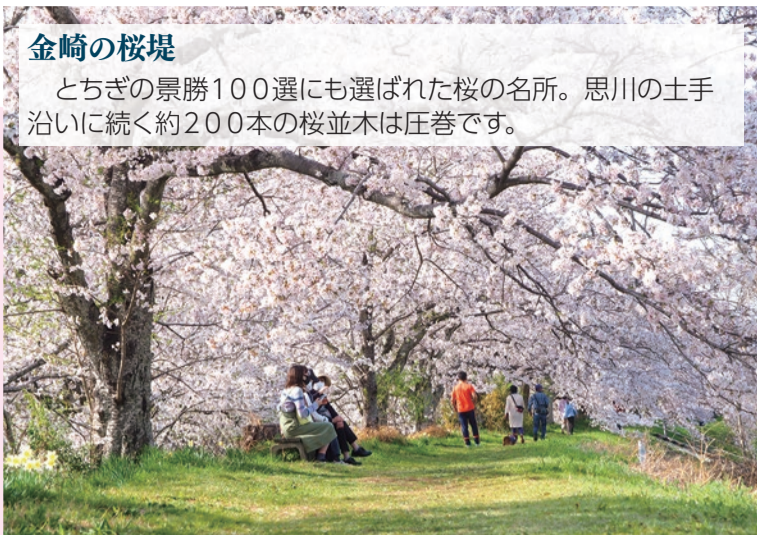 金崎の桜堤
とちぎの景勝１００選にも選ばれた桜の名所。思川の土手
沿いに続く約２００本の桜並木は圧巻です。